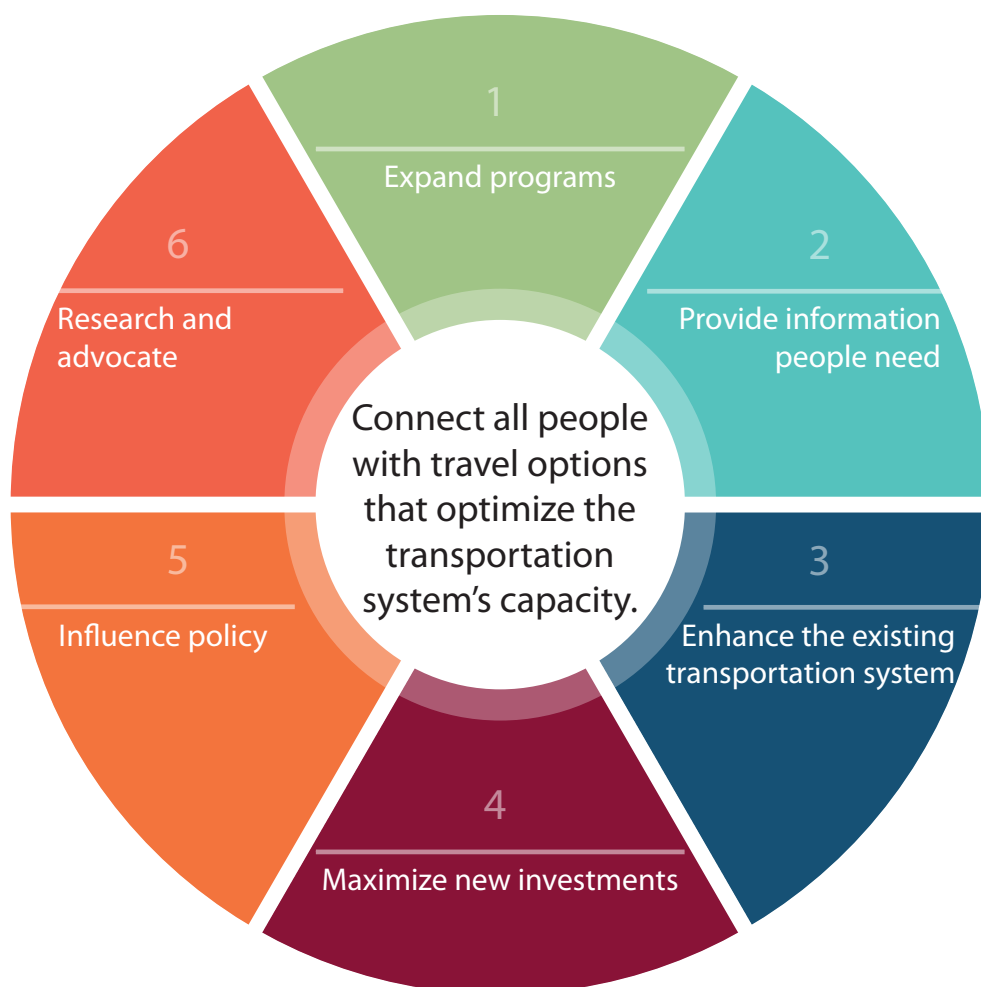 1
Expand programs
2
Provide information
people need
3
Enhance the existing
transportation system
4
Maximize new investments
5
Influence policy
6
Research and
advocate
Connect all people
with travel options
that optimize the
transportation
system's capacity.